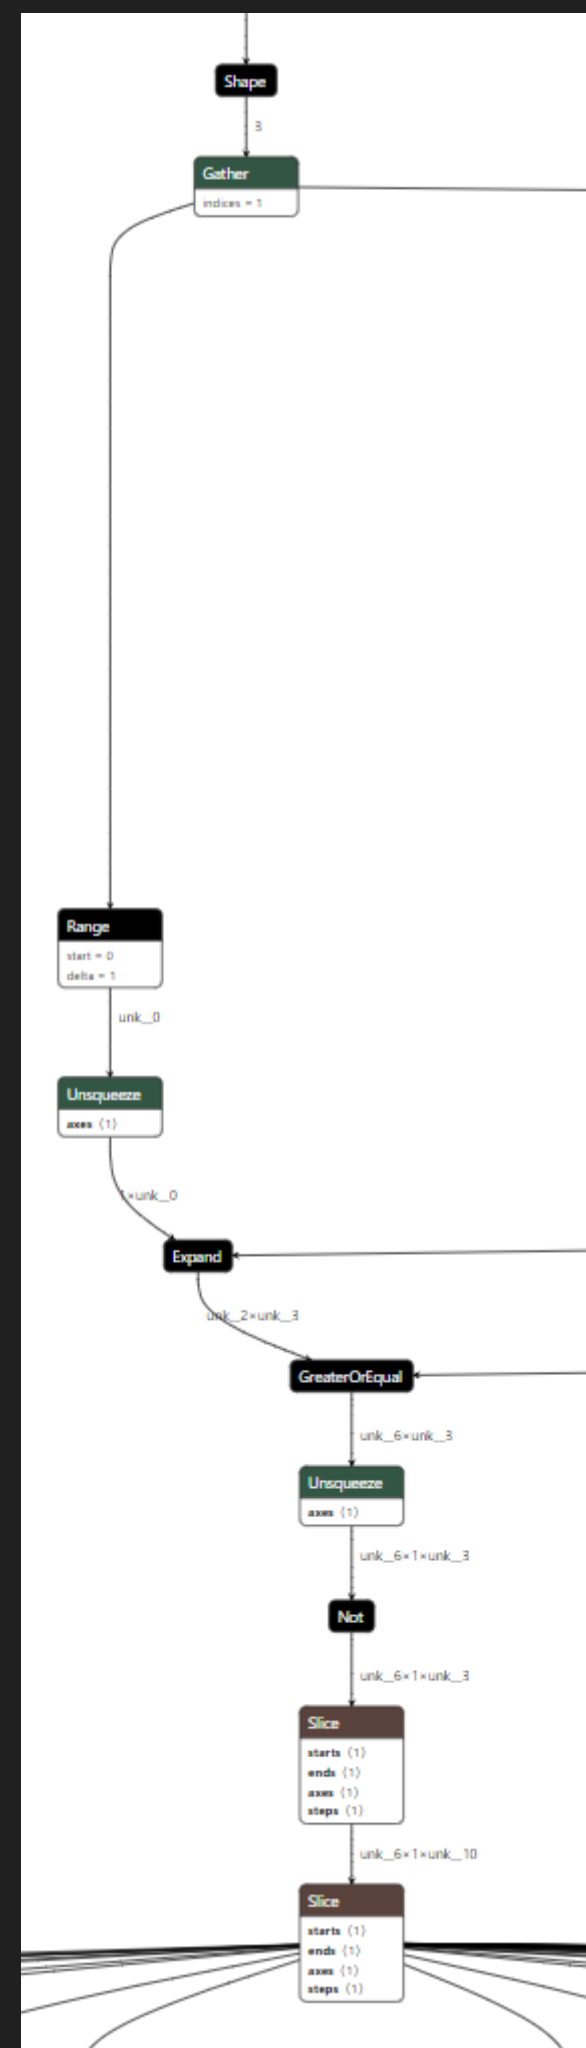 Shape
3
Gather
indices = 1
Range
start = 0
delta = 1
unk__0
Unsqueeze
axes ⟨1⟩
1×unk__0
Expand
unk__2×unk__3
GreaterOrEqual
unk__6×unk__3
Unsqueeze
axes ⟨1⟩
unk__6×1×unk__3
Not
unk__6×1×unk__3
Slice
starts ⟨1⟩
ends ⟨1⟩
axes ⟨1⟩
steps ⟨1⟩
unk__6×1×unk__10
Slice
starts ⟨1⟩
ends ⟨1⟩
axes ⟨1⟩
steps ⟨1⟩